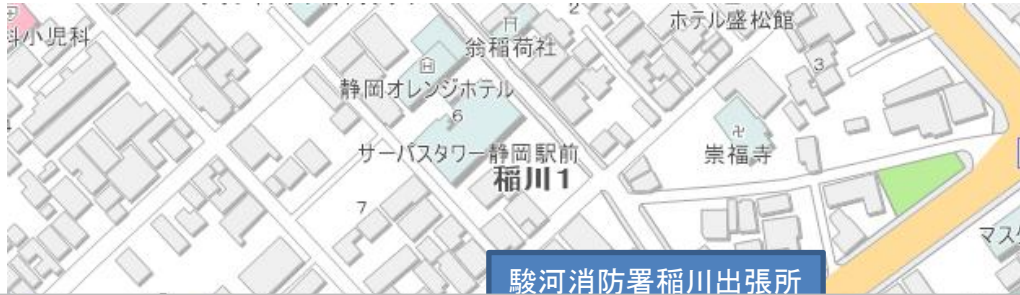 科小児科
2
翁稲荷社
ホテル盛松館
3
静岡オレンジホテル
6
サーパスタワー静岡駅前
稲川1
崇福寺
7
駿河消防署稲川出張所
マス